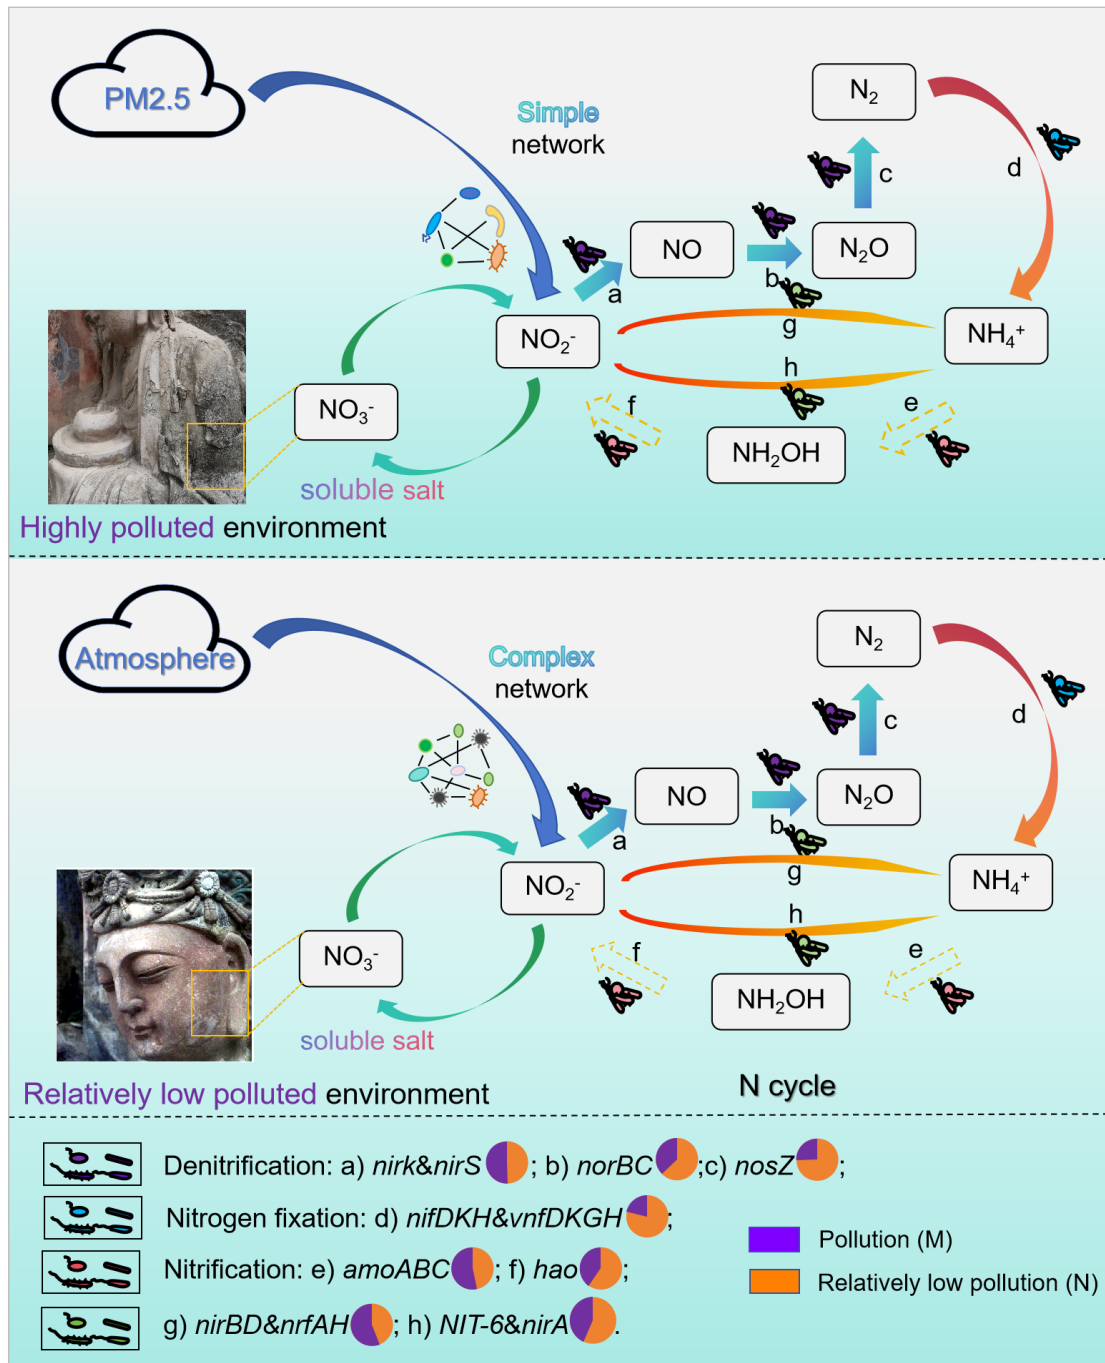 PM2.5
Simple
network
N₂
d
c
NO
N₂O
a
b
g
NO₂⁻
NH₄⁺
h
f
e
NO₃⁻
NH₂OH
soluble salt
Highly polluted environment
Atmosphere
Complex
network
N₂
d
c
NO
N₂O
a
b
g
NO₂⁻
NH₄⁺
h
f
e
NO₃⁻
NH₂OH
soluble salt
Relatively low polluted environment
N cycle
Denitrification: a) nirk&nirS ; b) norBC ;c) nosZ ;
Nitrogen fixation: d) nifDKH&vnfDKGH ;
Pollution (M)
Nitrification: e) amoABC ; f) hao ;
Relatively low pollution (N)
g) nirBD&nrfAH ; h) NIT-6&nirA .